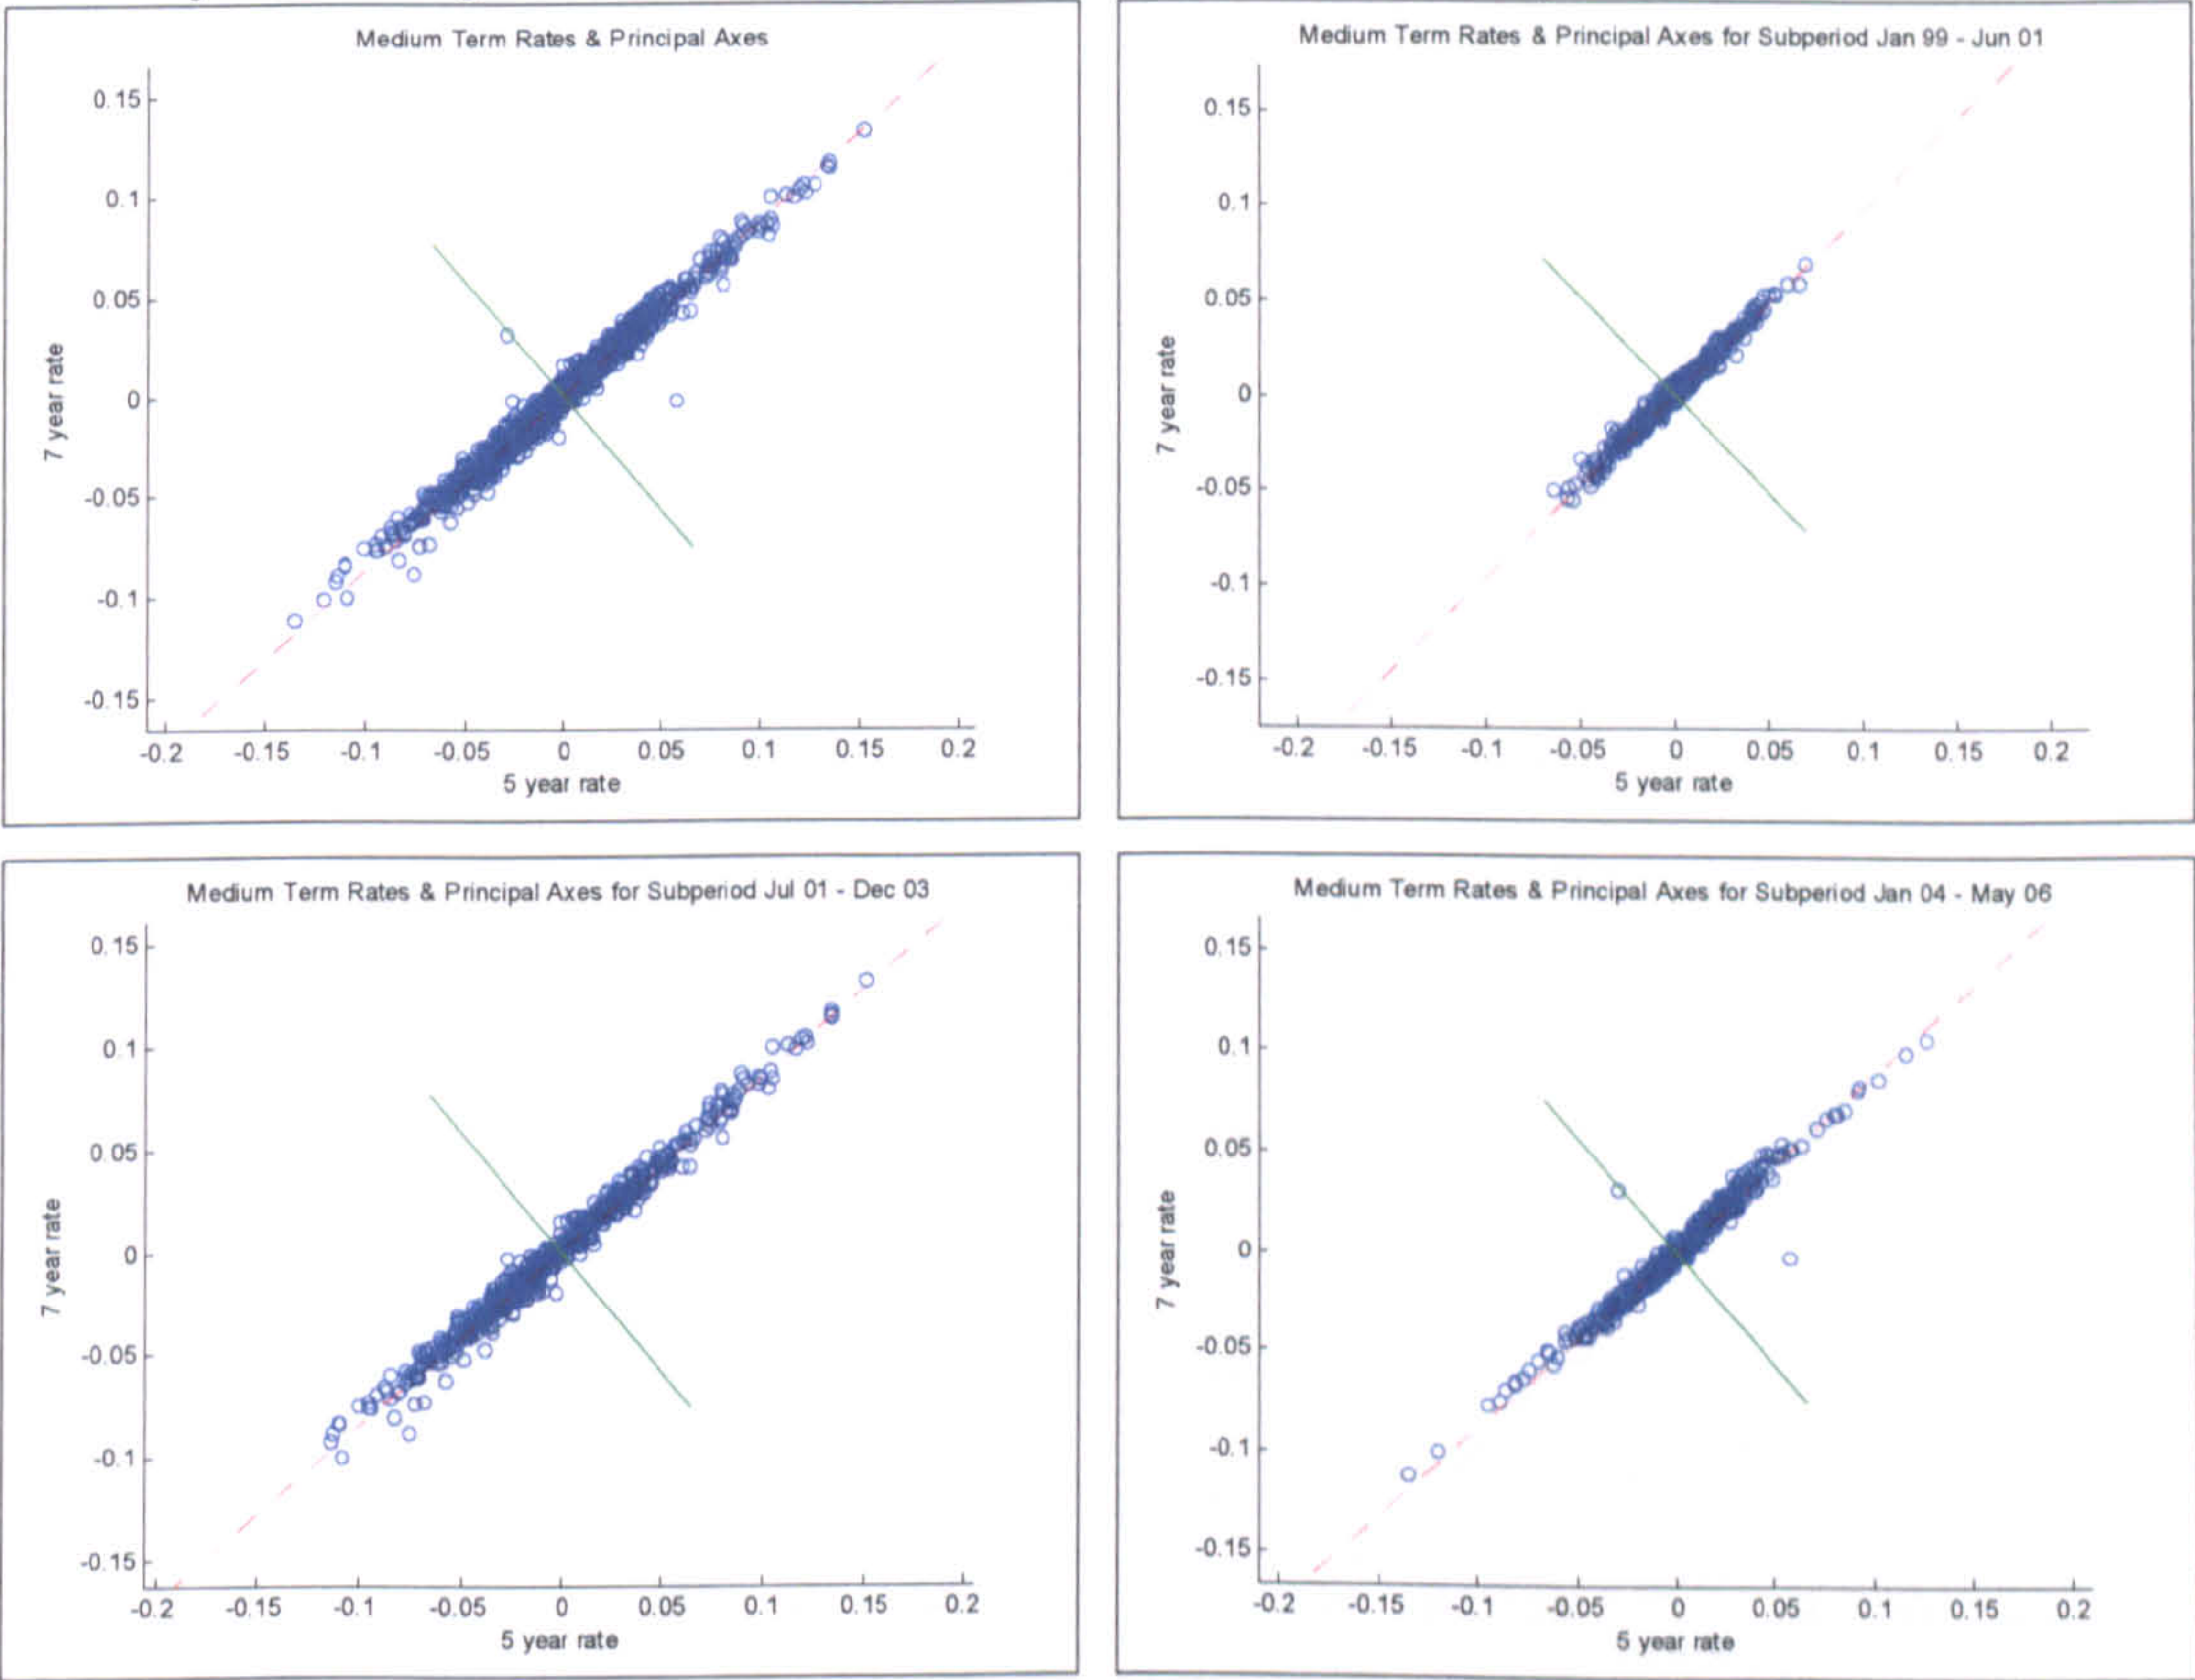 Medium Term Rates & Principal Axes
0.15
0.1
0.05
0
-0.05
-0.1
-0.15
7 year rate
-0.2 -0.15 -0.1 -0.05 0 0.05 0.1 0.15 0.2
5 year rate
Medium Term Rates & Principal Axes for Subperiod Jan 99 - Jun 01
0.15
0.1
0.05
0
-0.05
-0.1
-0.15
7 year rate
-0.2 -0.15 -0.1 -0.05 0 0.05 0.1 0.15 0.2
5 year rate
Medium Term Rates & Principal Axes for Subperiod Jul 01 - Dec 03
0.15
0.1
0.05
0
-0.05
-0.1
-0.15
7 year rate
-0.2 -0.15 -0.1 -0.05 0 0.05 0.1 0.15 0.2
5 year rate
Medium Term Rates & Principal Axes for Subperiod Jan 04 - May 06
0.15
0.1
0.05
0
-0.05
-0.1
-0.15
7 year rate
-0.2 -0.15 -0.1 -0.05 0 0.05 0.1 0.15 0.2
5 year rate